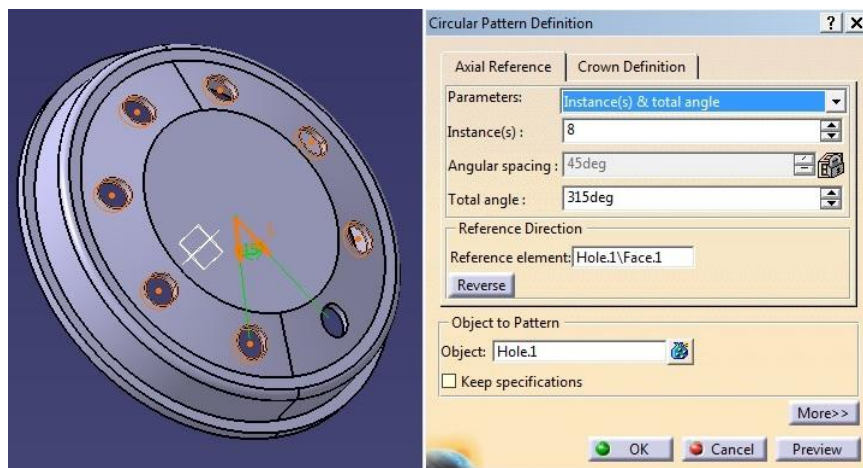 Circular Pattern Definition
Axial Reference
Crown Definition
Parameters:
Instance(s) & total angle
Instance(s) :
8
Angular spacing :
45deg
Total angle :
315deg
Reference Direction
Reference element:
Hole.1\Face.1
Reverse
Object to Pattern
Object:
Hole.1
Keep specifications
More>>
OK
Cancel
Preview